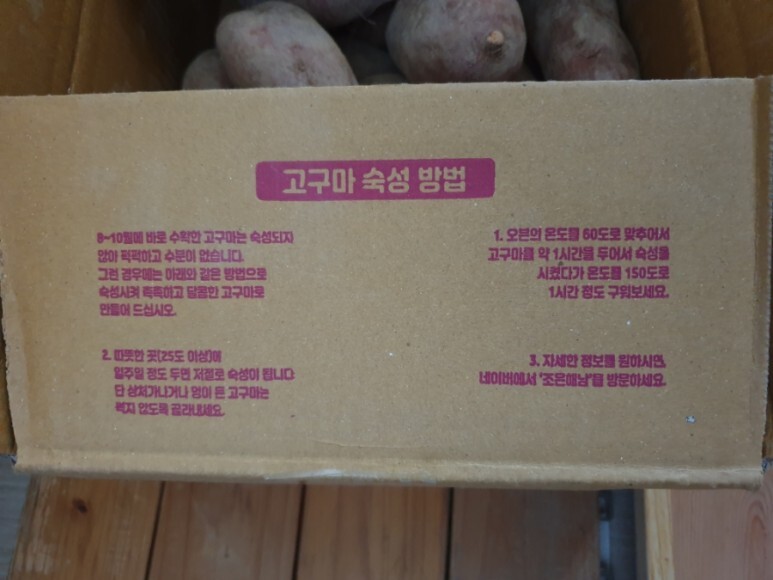 고구마 숙성 방법
8~10월에 바로 수확한 고구마는 숙성되지
않아 퍽퍽하고 수분이 없습니다.
그런 경우에는 아래와 같은 방법으로
숙성시켜 촉촉하고 달콤한 고구마로
만들어 드십시오.
1. 오븐의 온도를 60도로 맞추어서
고구마를 약 1시간을 두어서 숙성을
시켰다가 온도를 150도로
1시간 정도 구워보세요.
2. 따뜻한 곳(25도 이상)에
일주일 정도 두면 저절로 숙성이 됩니다
단 상처가나거나 멍이 든 고구마는
썩지 않도록 골라내세요.
3. 자세한 정보를 원하시면,
네이버에서 '조은해남'을 방문하세요.